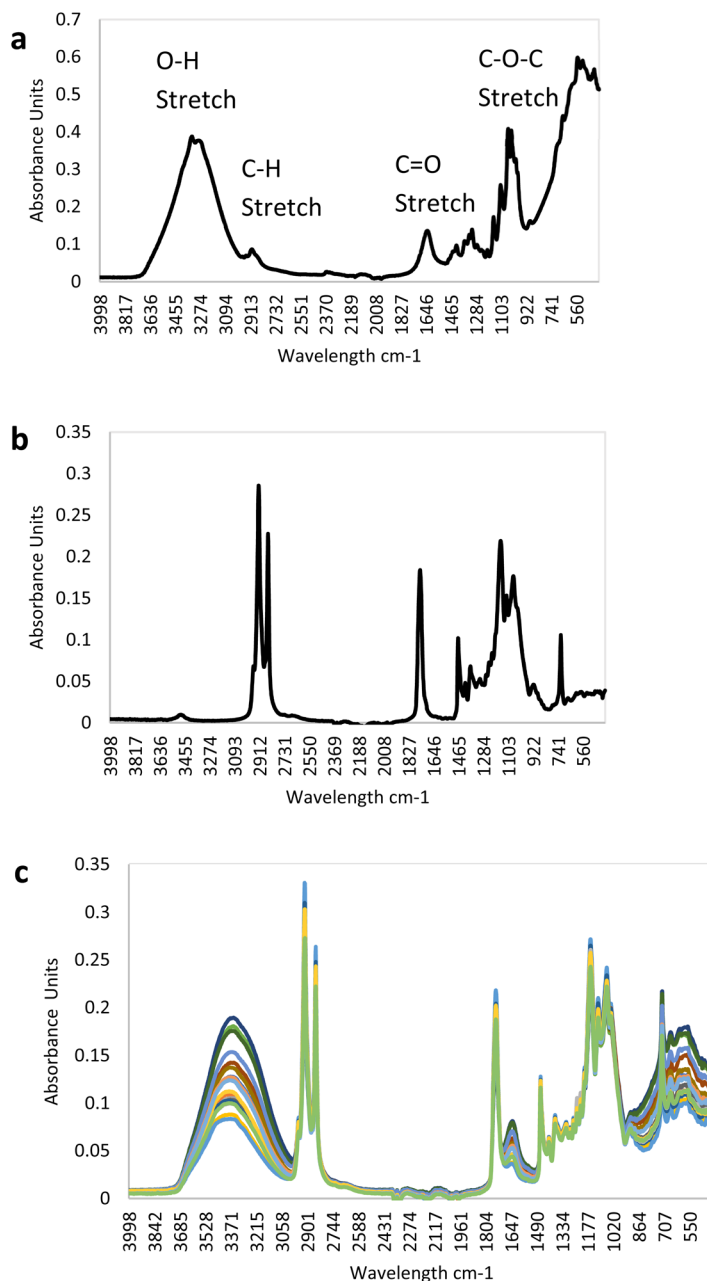 a
0.7
0.6
0.5
0.4
0.3
0.2
0.1
0
Absorbance Units
O-H
Stretch
C-H
Stretch
C=O
Stretch
C-O-C
Stretch
3998 3817 3636 3455 3274 3094 2913 2732 2551 2370 2189 2008 1827 1646 1465 1284 1103 922 741 560
Wavelength cm-1
b
0.35
0.3
0.25
0.2
0.15
0.1
0.05
0
Absorbance Units
3998 3817 3636 3455 3274 3093 2912 2731 2550 2369 2188 2008 1827 1646 1465 1284 1103 922 741 560
Wavelength cm-1
c
0.35
0.3
0.25
0.2
0.15
0.1
0.05
0
Absorbance Units
3998 3842 3685 3528 3371 3215 3058 2901 2744 2588 2431 2274 2117 1961 1804 1647 1490 1334 1177 1020 864 707 550
Wavelength cm-1